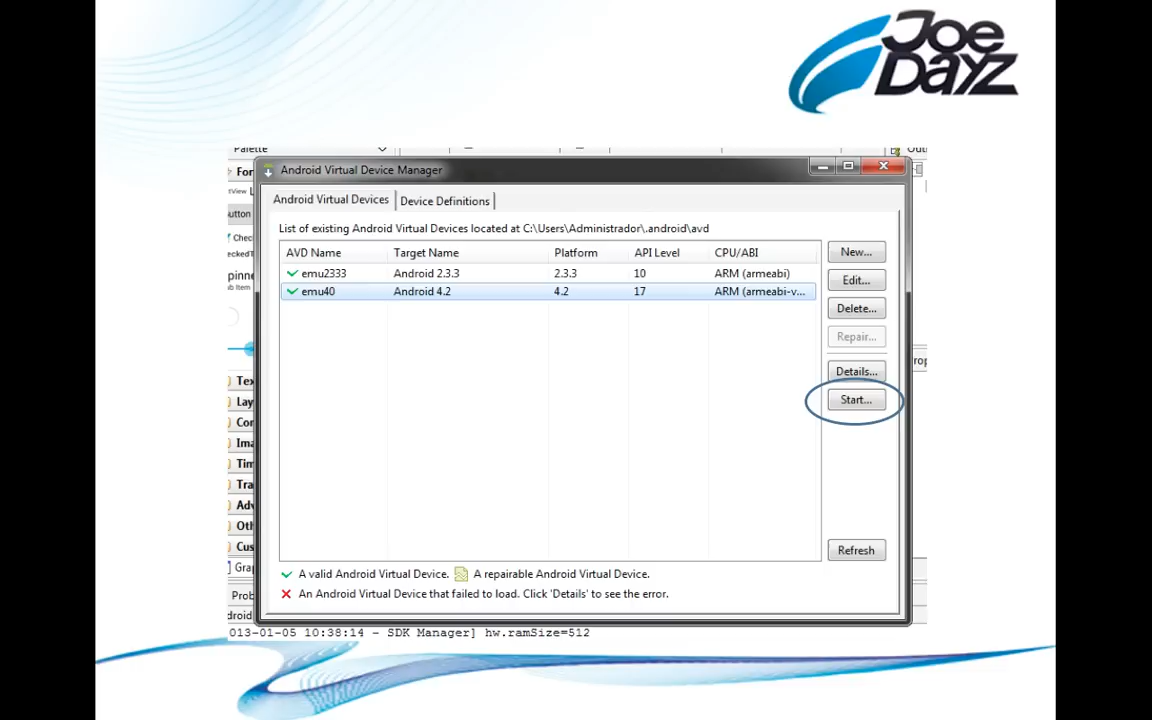 Joe
Dayz
Palette
Android Virtual Device Manager
Android Virtual Devices
Device Definitions
List of existing Android Virtual Devices located at C:\Users\Administrador\.android\avd
AVD Name Target Name Platform API Level CPU/ABI
emu2333 Android 2.3.3 2.3.3 10 ARM (armeabi)
emu40 Android 4.2 4.2 17 ARM (armeabi-v...
New...
Edit...
Delete...
Repair...
Details...
Start...
Refresh
A valid Android Virtual Device. A repairable Android Virtual Device.
An Android Virtual Device that failed to load. Click 'Details' to see the error.
013-01-05 10:38:14 - SDK Manager] hw.ramSize=512